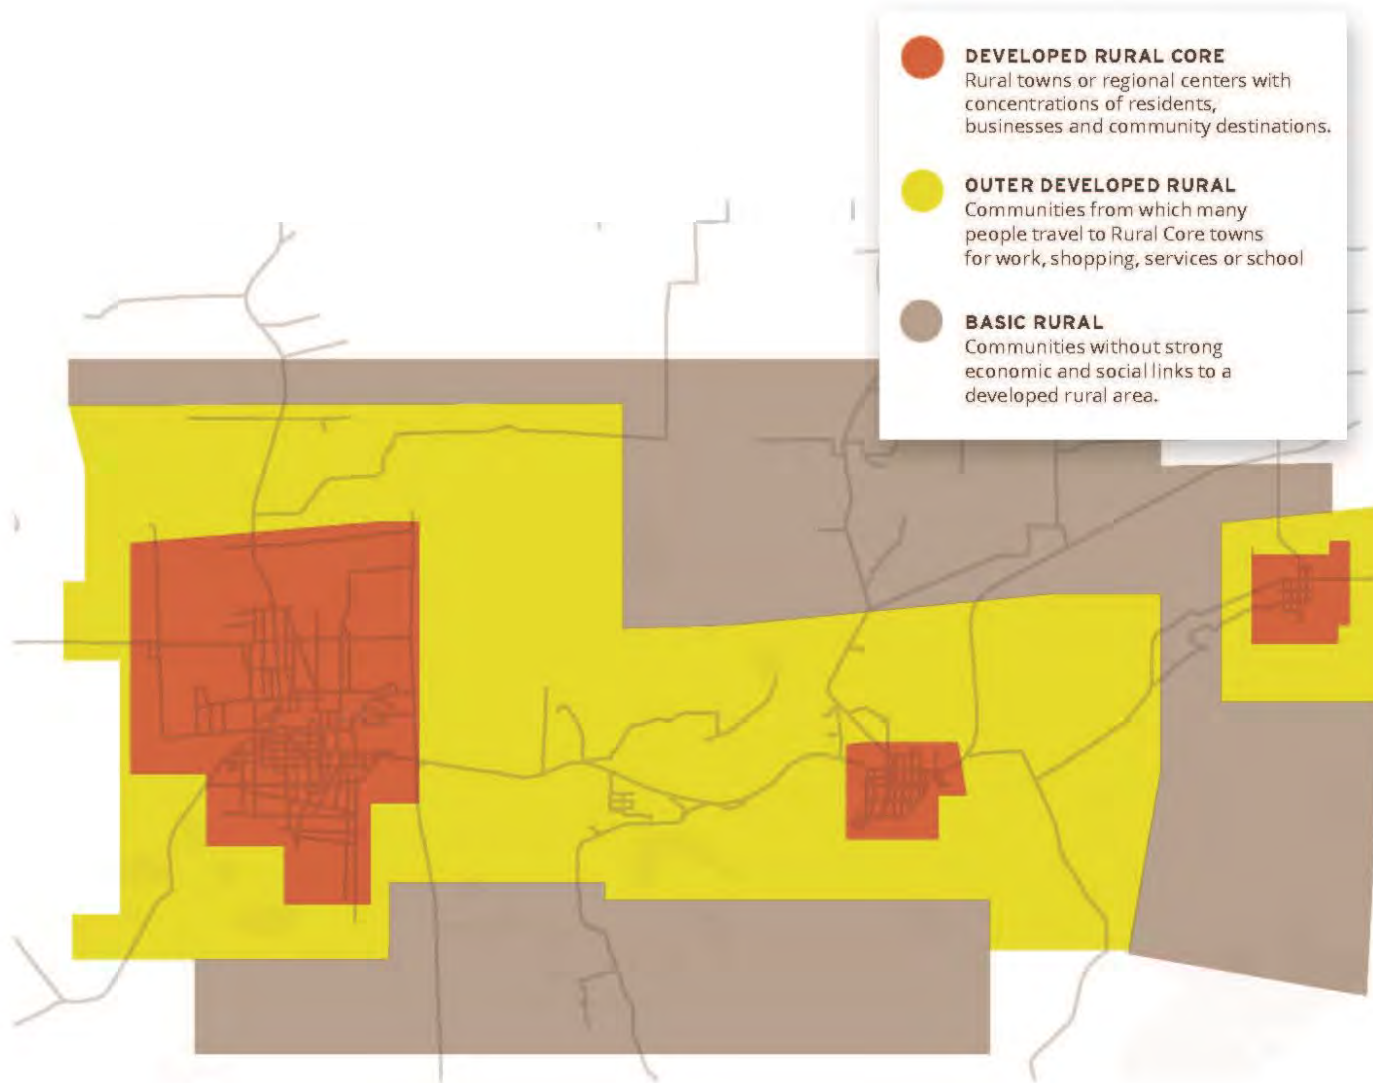 DEVELOPED RURAL CORE
Rural towns or regional centers with
concentrations of residents,
businesses and community destinations.
OUTER DEVELOPED RURAL
Communities from which many
people travel to Rural Core towns
for work, shopping, services or school
BASIC RURAL
Communities without strong
economic and social links to a
developed rural area.